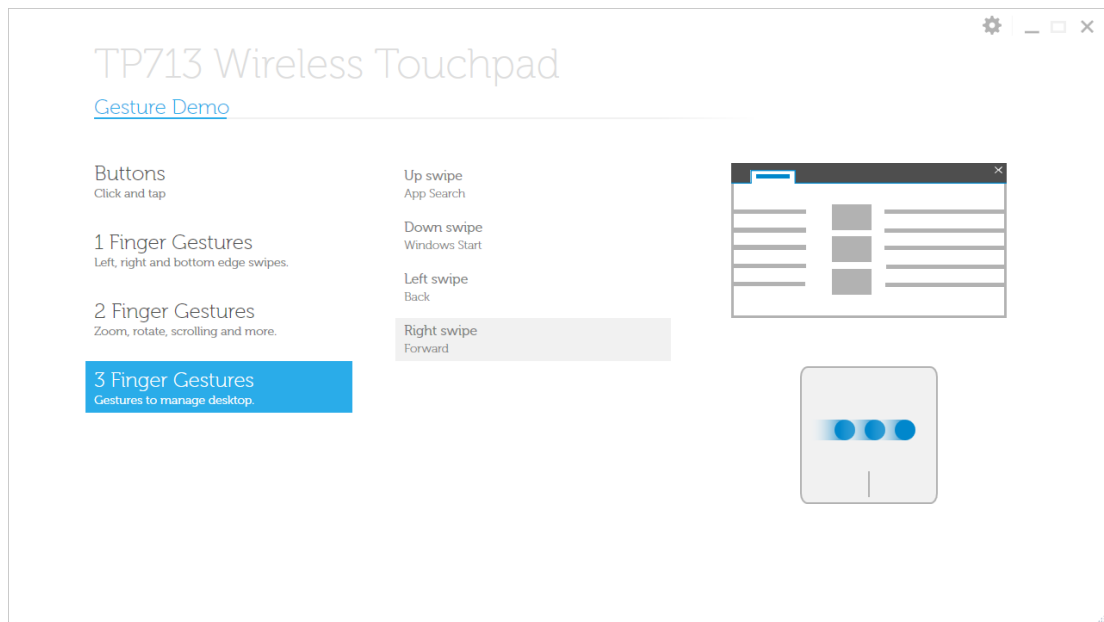 TP713 Wireless Touchpad
Gesture Demo
Buttons
Click and tap
1 Finger Gestures
Left, right and bottom edge swipes.
2 Finger Gestures
Zoom, rotate, scrolling and more.
3 Finger Gestures
Gestures to manage desktop.
Up swipe
App Search
Down swipe
Windows Start
Left swipe
Back
Right swipe
Forward